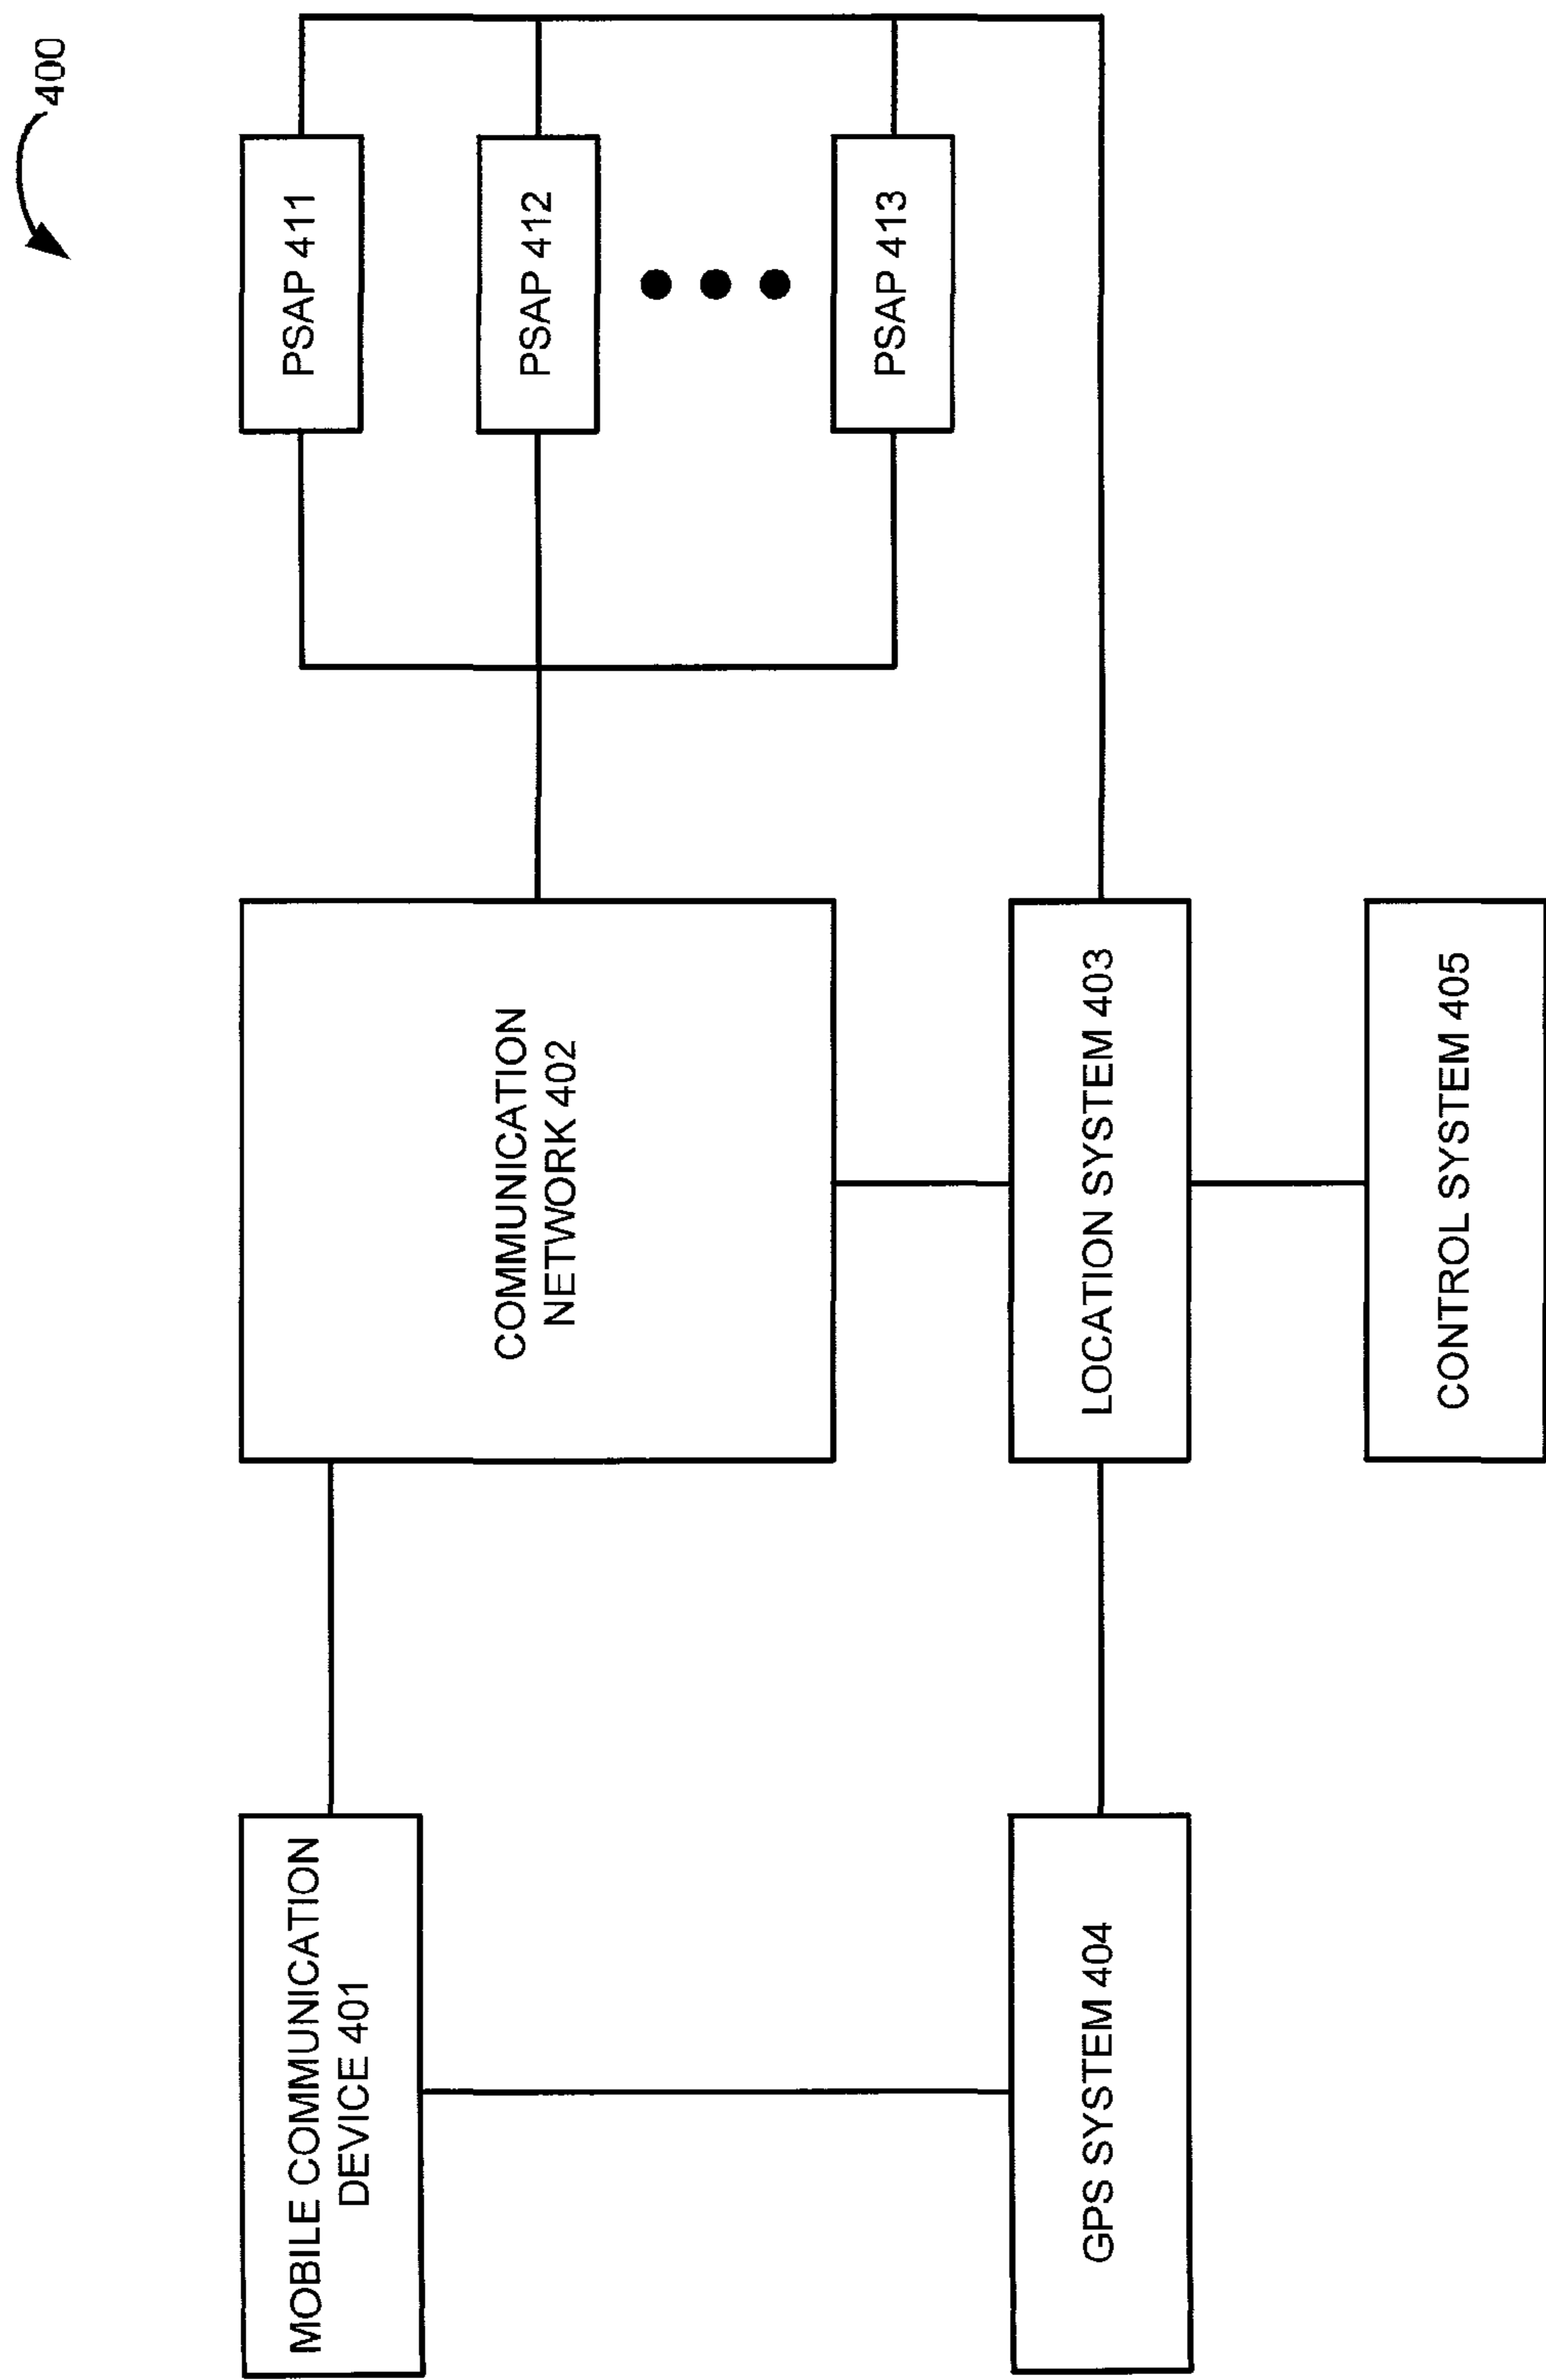 400
MOBILE COMMUNICATION
DEVICE 401
COMMUNICATION
NETWORK 402
PSAP 411
PSAP 412
PSAP 413
GPS SYSTEM 404
LOCATION SYSTEM 403
CONTROL SYSTEM 405